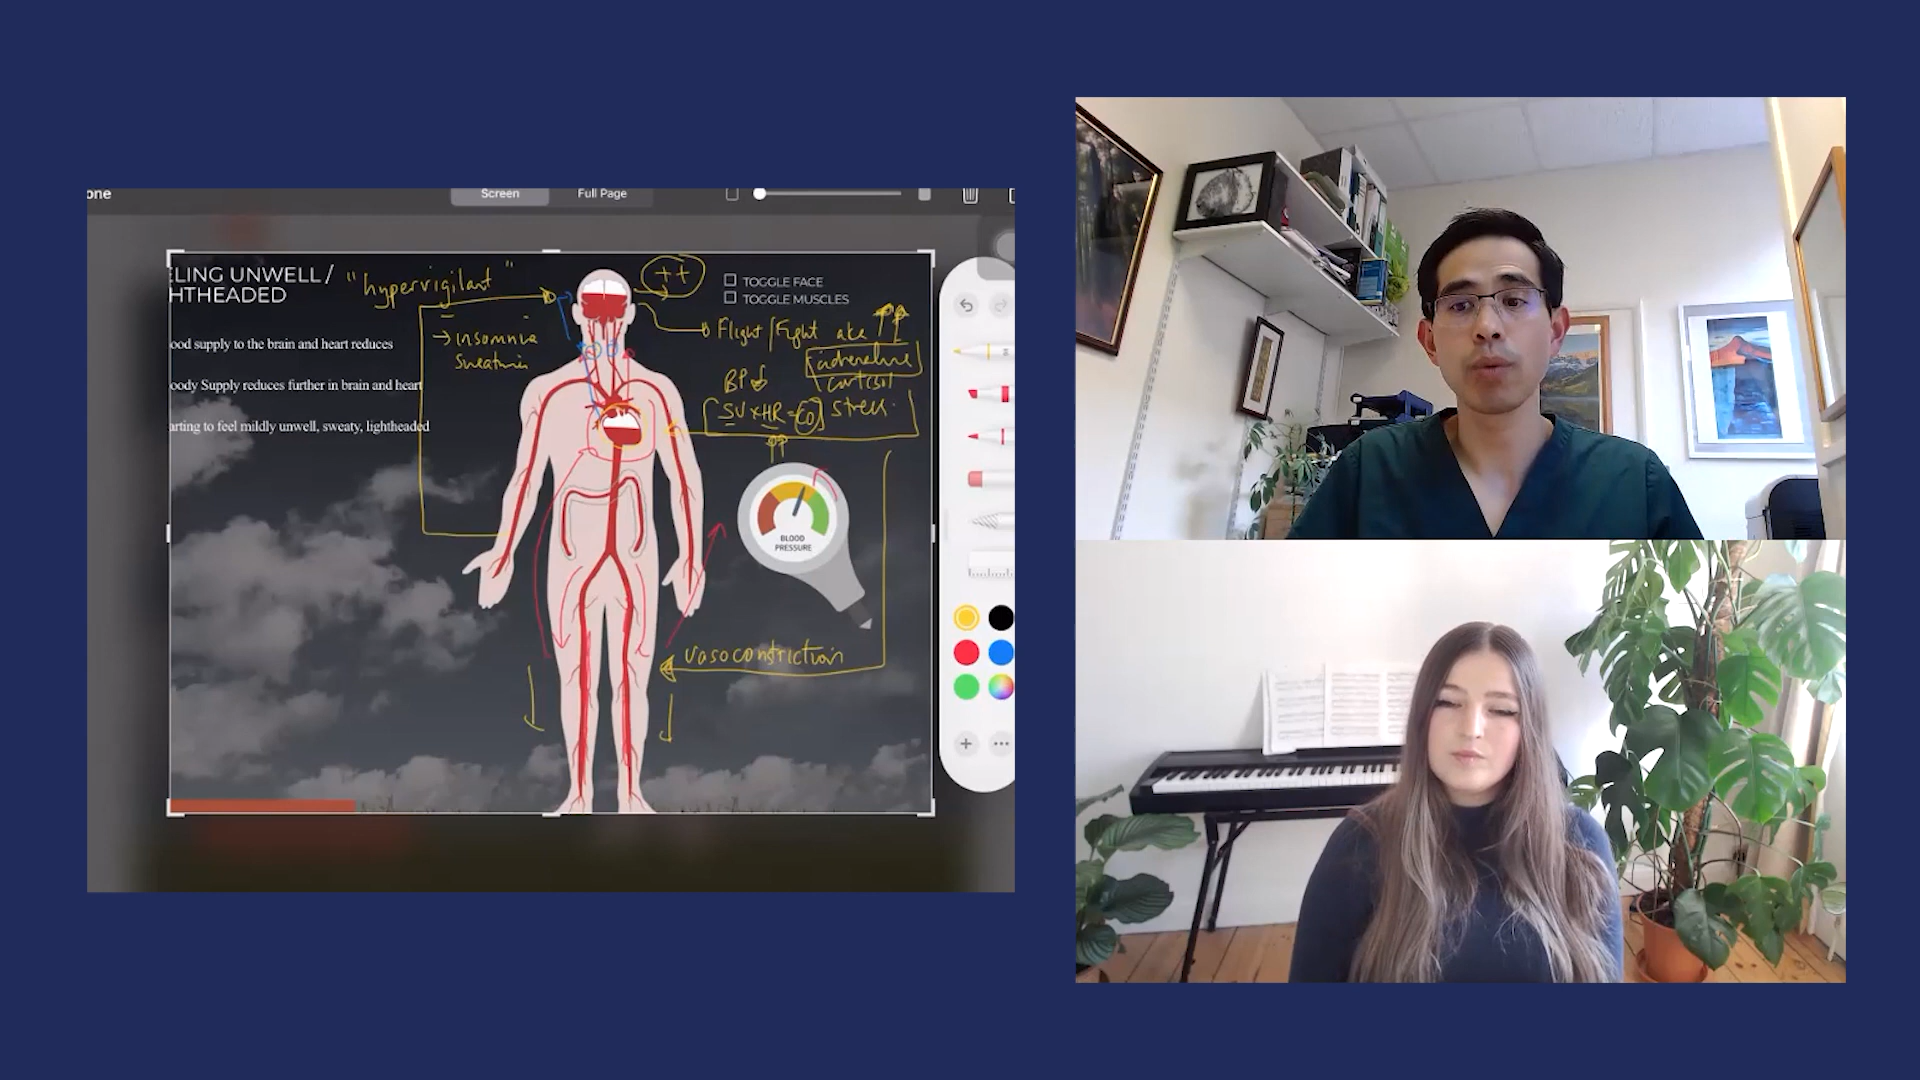 one
Screen
Full Page
ELING UNWELL /
HTHEADED
"hypervigilant"
++
TOGGLE FACE
TOGGLE MUSCLES
→ insomnia
Flight / Fight aka ↑↑
adrenaline
cortisol
stress.
BP↓
SV × HR = CO
↑↑
ood supply to the brain and heart reduces
oody Supply reduces further in brain and heart
arting to feel mildly unwell, sweaty, lightheaded
BLOOD
PRESSURE
vasoconstriction